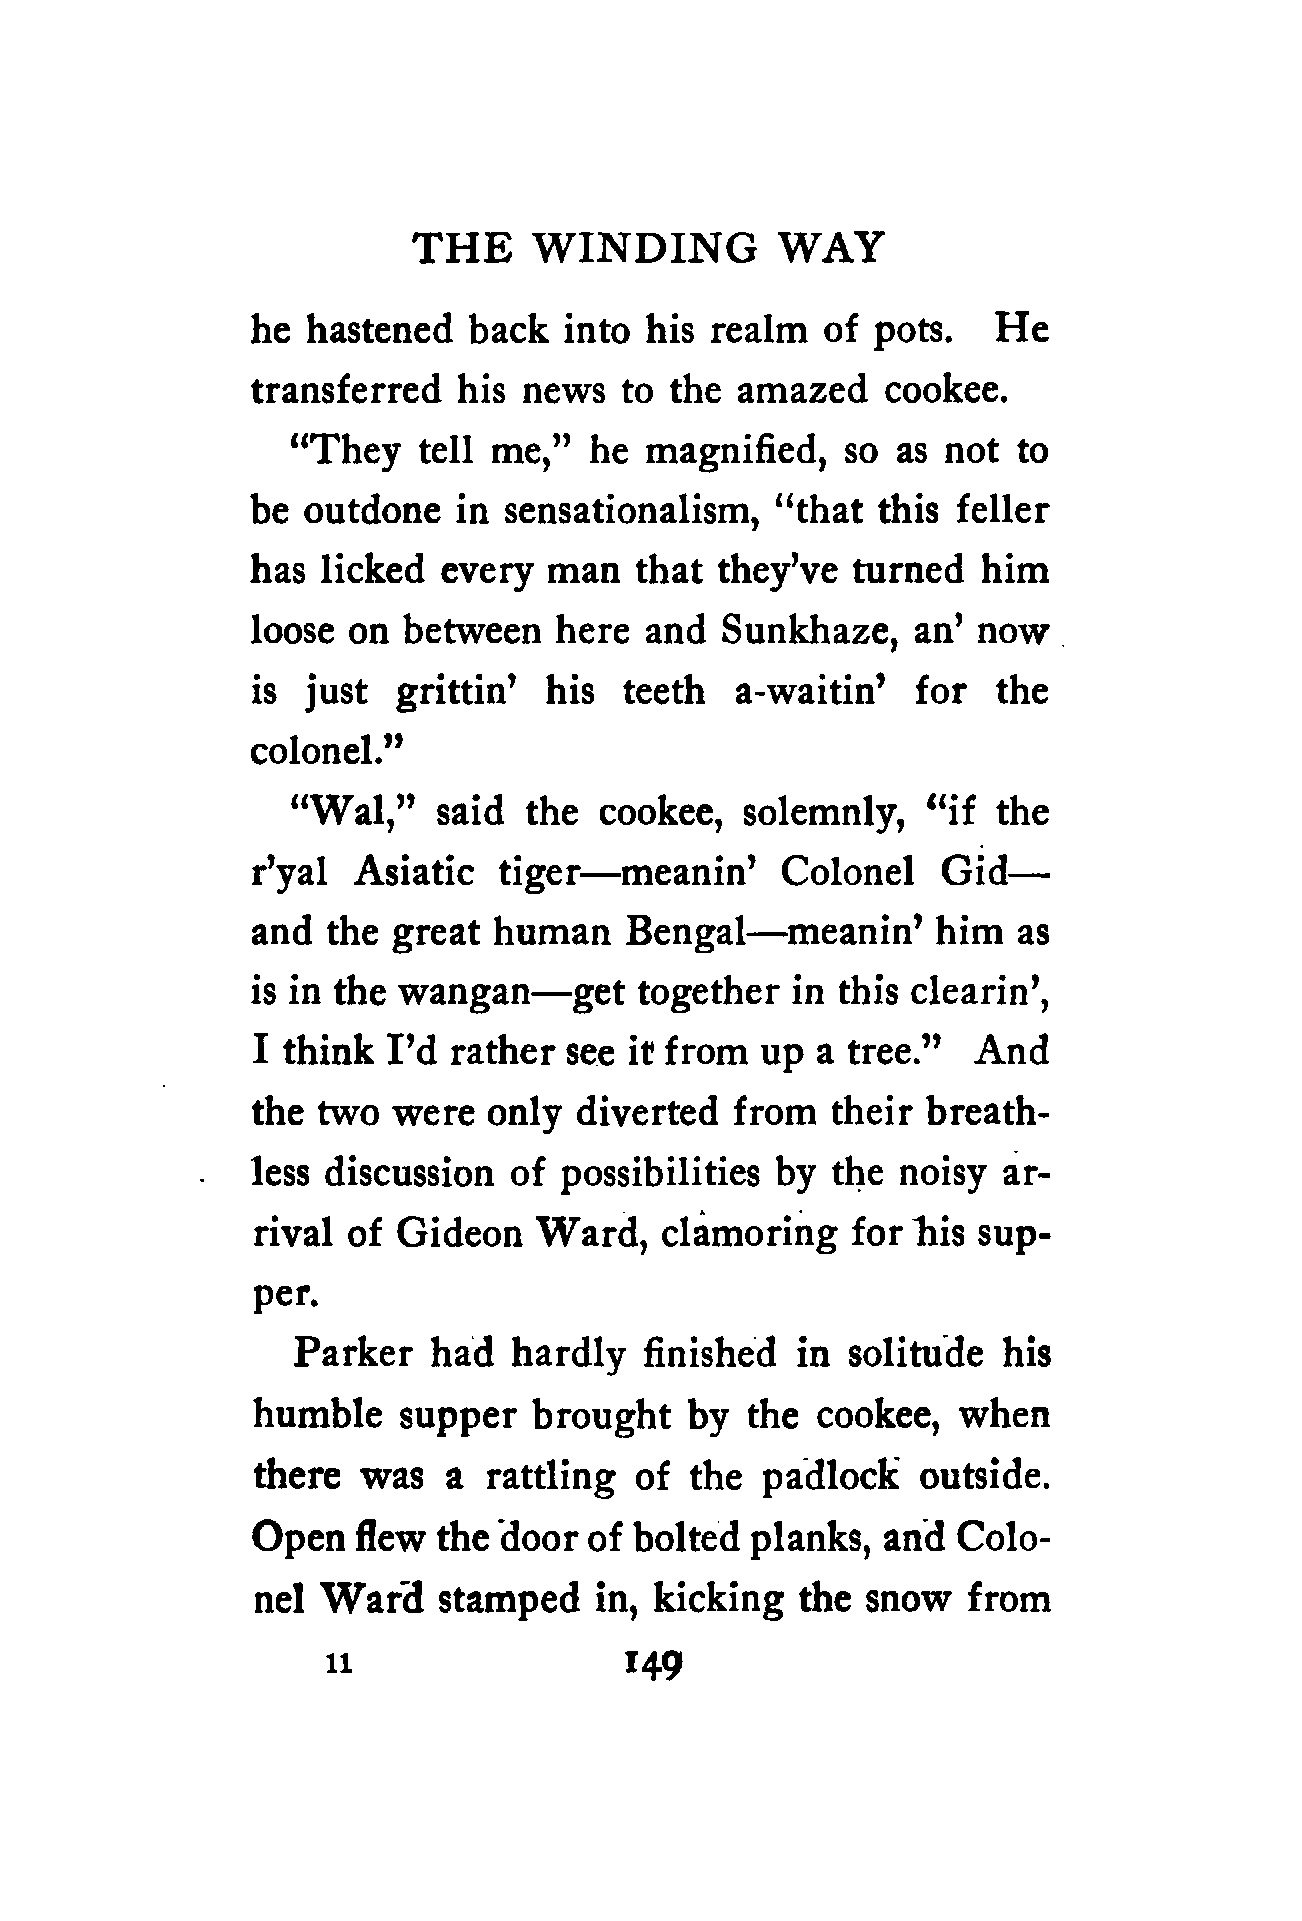 THE WINDING WAY
he hastened back into his realm of pots. He
transferred his news to the amazed cookee.
“They tell me,” he magnified, so as not to
be outdone in sensationalism, “that this feller
has licked every man that they’ve turned him
loose on between here and Sunkhaze, an’ now
is just grittin’ his teeth a-waitin’ for the
colonel.”
“Wal,” said the cookee, solemnly, “if the
r’yal Asiatic tiger—meanin’ Colonel Gid—
and the great human Bengal—meanin’ him as
is in the wangan—get together in this clearin’,
I think I’d rather see it from up a tree.” And
the two were only diverted from their breath-
less discussion of possibilities by the noisy ar-
rival of Gideon Ward, clamoring for his sup-
per.
Parker had hardly finished in solitude his
humble supper brought by the cookee, when
there was a rattling of the padlock outside.
Open flew the door of bolted planks, and Colo-
nel Ward stamped in, kicking the snow from
11 149